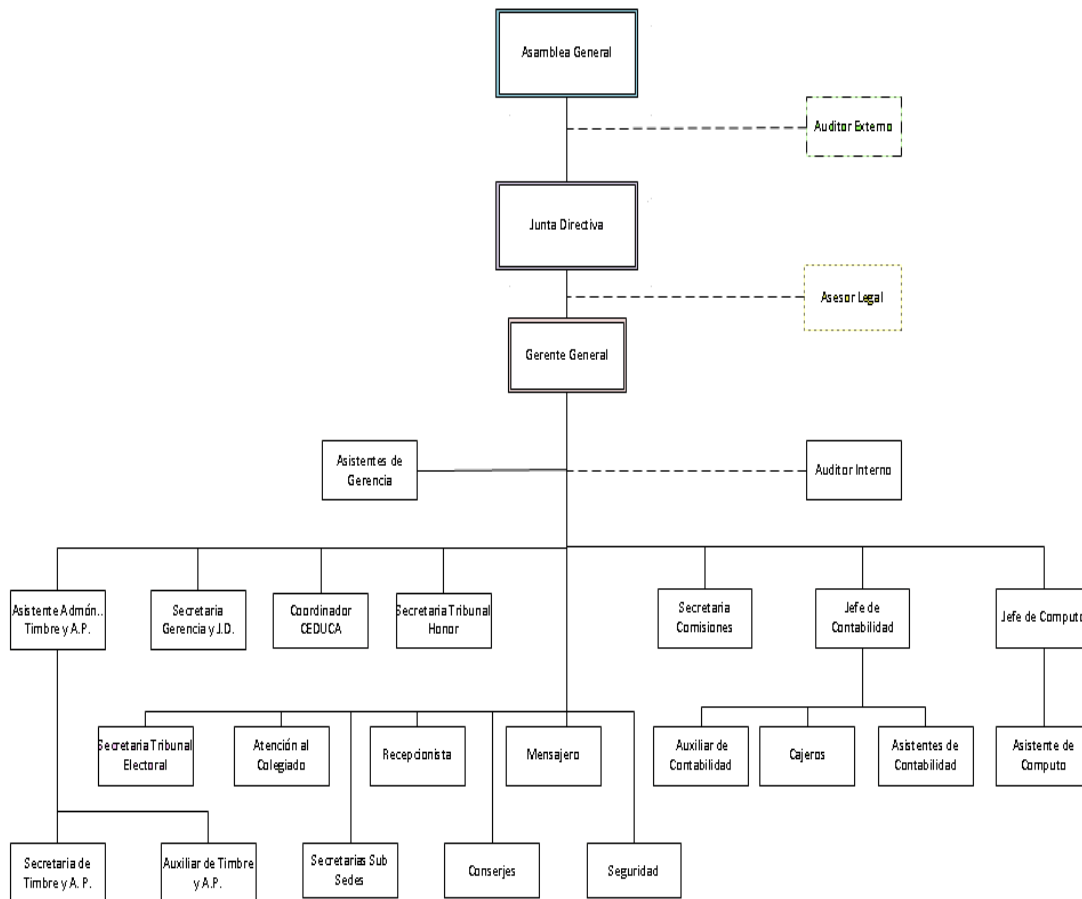 Asamblea General
Auditor Externo
Junta Directiva
Asesor Legal
Gerente General
Asistentes de
Gerencia
Auditor Interno
Asistente Admón..
Timbre y A.P.
Secretaria
Gerencia y J.D.
Coordinador
CEDUCA
Secretaria Tribunal
Honor
Secretaria
Comisiones
Jefe de
Contabilidad
Jefe de Computo
Secretaria Tribunal
Electoral
Atención al
Colegiado
Recepcionista
Mensajero
Auxiliar de
Contabilidad
Cajeros
Asistentes de
Contabilidad
Asistente de
Computo
Secretaria de
Timbre y A. P.
Auxiliar de Timbre
y A.P.
Secretarias Sub
Sedes
Conserjes
Seguridad